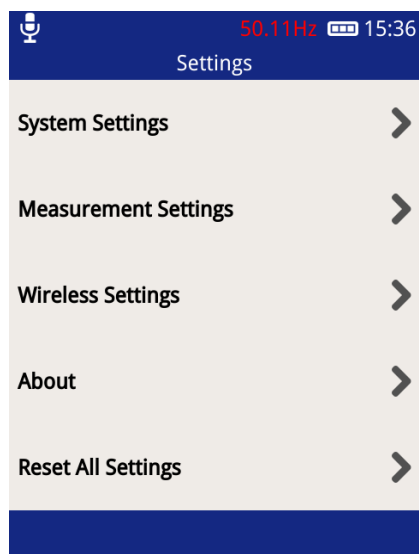 50.11Hz 15:36
Settings
System Settings
Measurement Settings
Wireless Settings
About
Reset All Settings